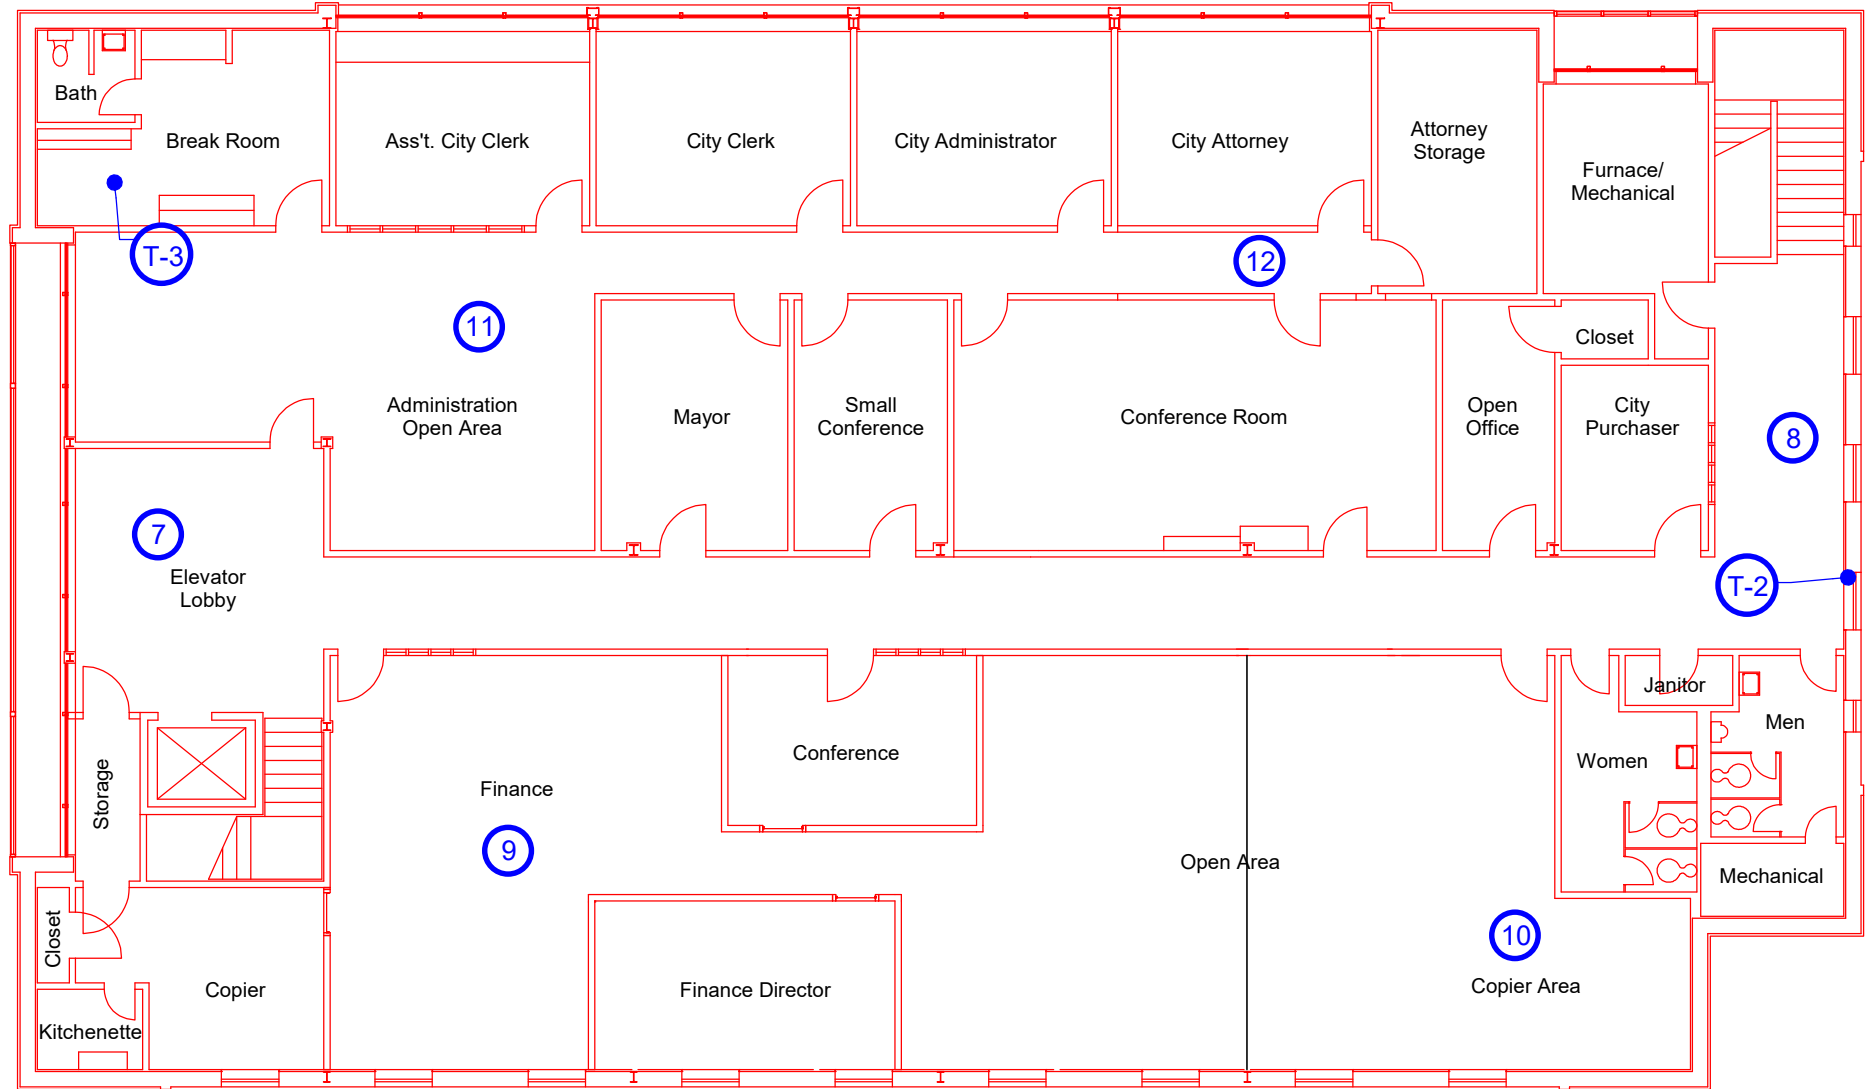 Bath
Break Room
Ass't. City Clerk
City Clerk
City Administrator
City Attorney
Attorney
Storage
Furnace/
Mechanical
T-3
12
11
Closet
Administration
Open Area
Mayor
Small
Conference
Conference Room
Open
Office
City
Purchaser
8
7
Elevator
Lobby
T-2
Janitor
Men
Women
Conference
Finance
Storage
9
Open Area
Mechanical
10
Closet
Copier
Finance Director
Copier Area
Kitchenette